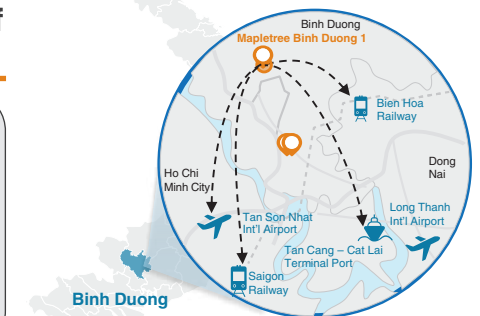 f
Binh Duong
Mapletree Binh Duong 1
Bien Hoa
Railway
Ho Chi
Minh City
Dong
Nai
Long Thanh
Int'l Airport
Tan Son Nhat
Int'l Airport
Tan Cang – Cat Lai
Terminal Port
Saigon
Railway
Binh Duong